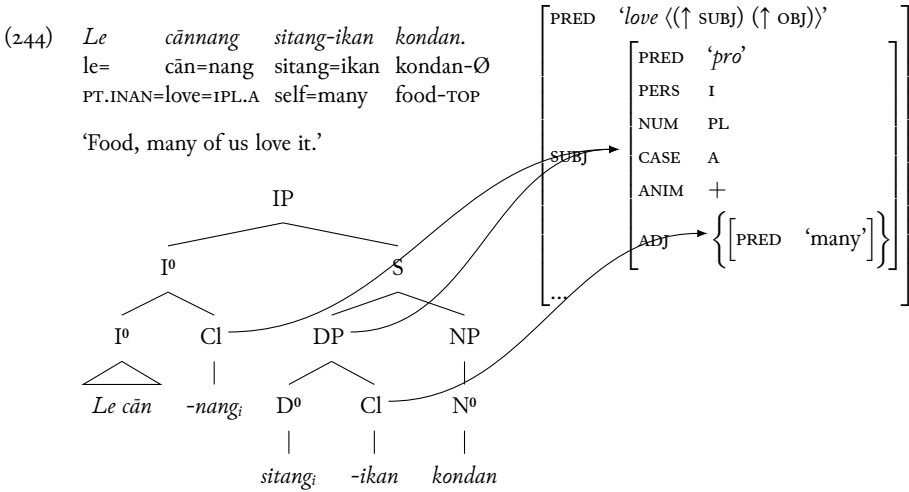 (244) Le cānnang sitang-ikan kondan.
le= cān=nang sitang=ikan kondan-Ø
PT.INAN=love=1PL.A self=many food-TOP
‘Food, many of us love it.’
IP
I⁰ S
I⁰ Cl DP NP
Le cān -nangᵢ D⁰ Cl N⁰
sitangᵢ -ikan kondan
PRED ‘love ⟨(↑ SUBJ) (↑ OBJ)⟩’
PRED ‘pro’
PERS 1
NUM PL
SUBJ CASE A
ANIM +
ADJ {[PRED ‘many’]}
...